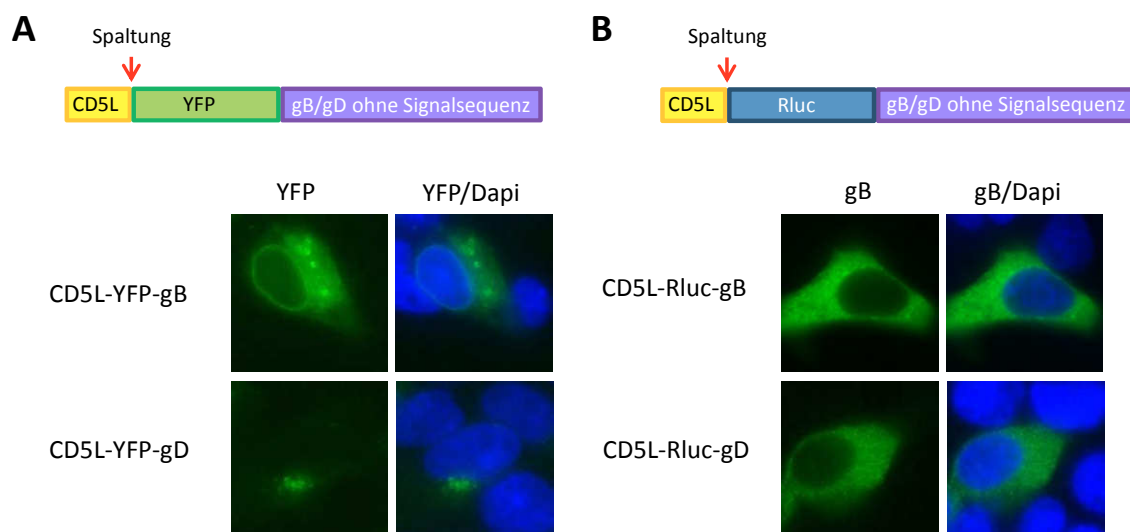 A
Spaltung
CD5L YFP gB/gD ohne Signalsequenz
YFP YFP/Dapi
CD5L-YFP-gB
CD5L-YFP-gD
B
Spaltung
CD5L Rluc gB/gD ohne Signalsequenz
gB gB/Dapi
CD5L-Rluc-gB
CD5L-Rluc-gD